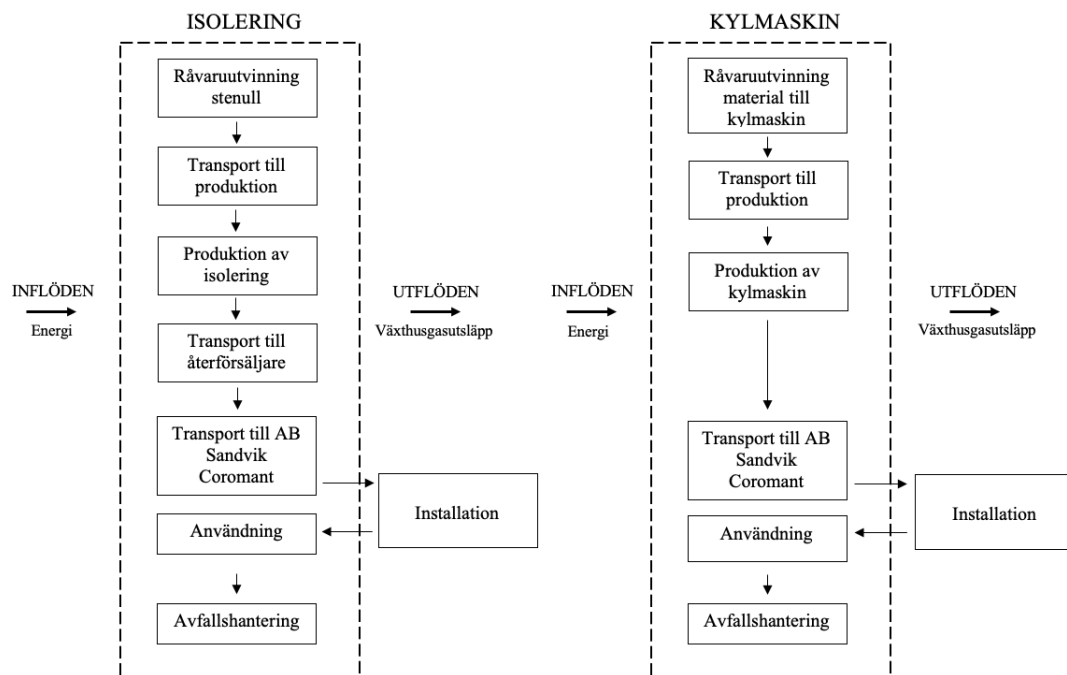 ISOLERING
Råvaruutvinning
stenull
Transport till
produktion
Produktion av
isolering
INFLÖDEN
Energi
UTFLÖDEN
Växthusgasutsläpp
Transport till
återförsäljare
Transport till AB
Sandvik
Coromant
Installation
Användning
Avfallshantering
KYLMASKIN
Råvaruutvinning
material till
kylmaskin
Transport till
produktion
Produktion av
kylmaskin
INFLÖDEN
Energi
UTFLÖDEN
Växthusgasutsläpp
Transport till AB
Sandvik
Coromant
Installation
Användning
Avfallshantering